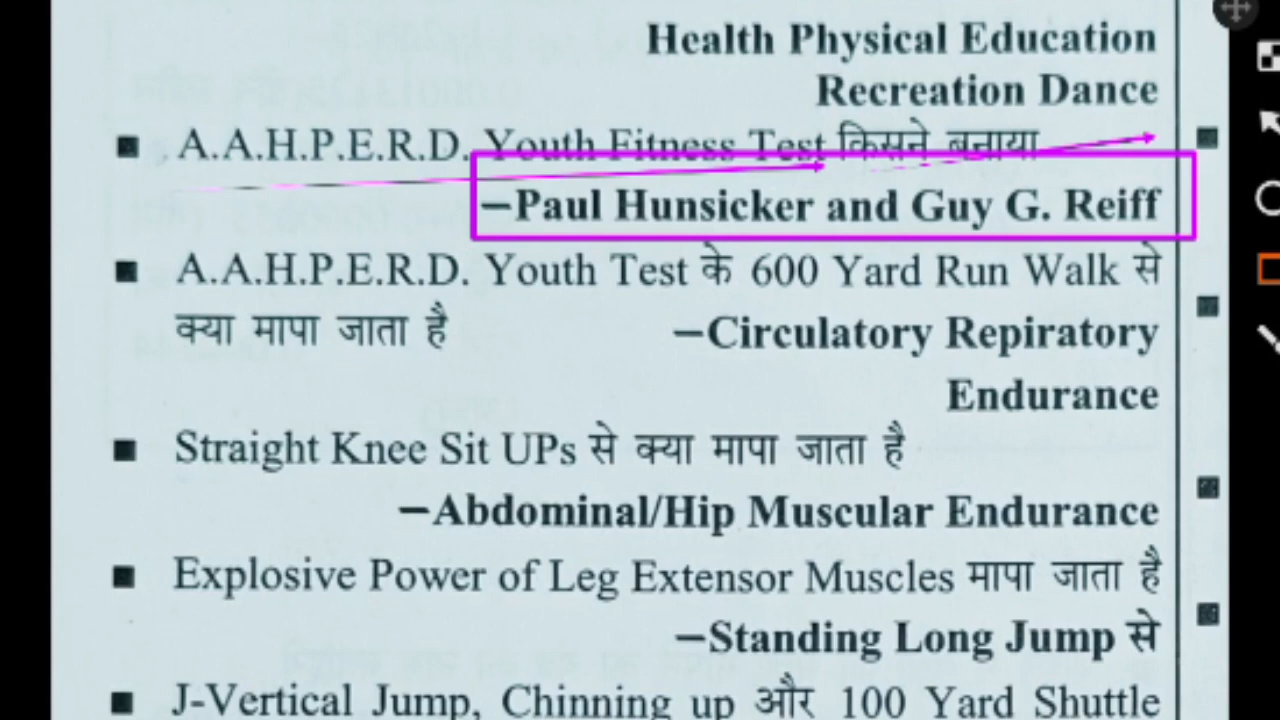 Health Physical Education
Recreation Dance
▪ A.A.H.P.E.R.D. Youth Fitness Test किसने बनाया
–Paul Hunsicker and Guy G. Reiff
▪ A.A.H.P.E.R.D. Youth Test के 600 Yard Run Walk से
क्या मापा जाता है –Circulatory Repiratory
Endurance
▪ Straight Knee Sit UPs से क्या मापा जाता है
–Abdominal/Hip Muscular Endurance
▪ Explosive Power of Leg Extensor Muscles मापा जाता है
–Standing Long Jump से
▪ J-Vertical Jump, Chinning up और 100 Yard Shuttle